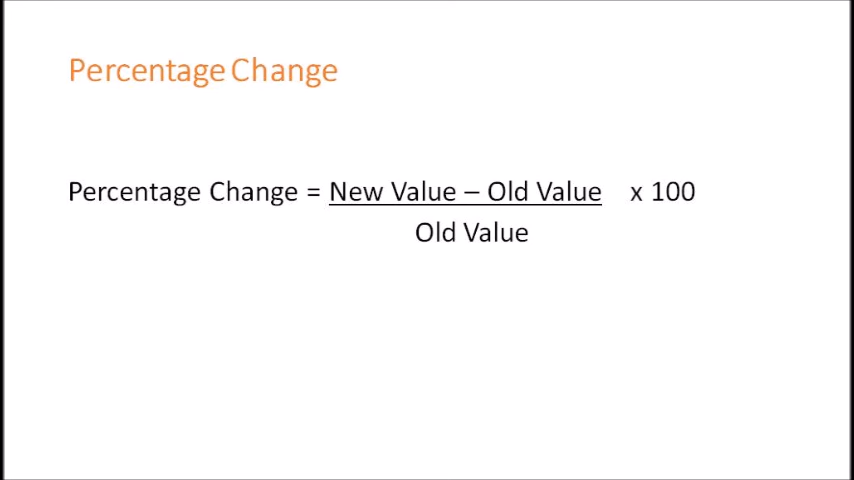 Percentage Change
Percentage Change = New Value – Old Value x 100
Old Value